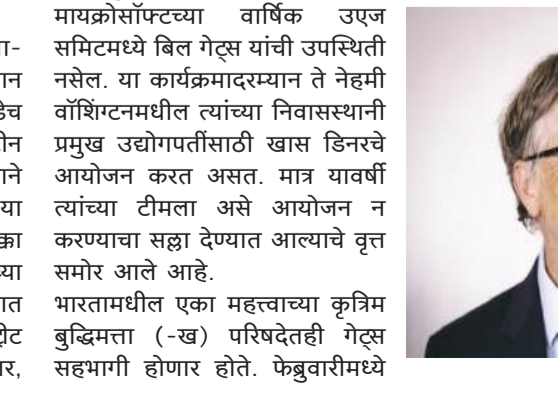 मायक्रोसॉफ्टच्या वार्षिक उएज
समिटमध्ये बिल गेट्स यांची उपस्थिती
नसेल. या कार्यक्रमादरम्यान ते नेहमी
वॉशिंग्टनमधील त्यांच्या निवासस्थानी
प्रमुख उद्योगपतींसाठी खास डिनरचे
आयोजन करत असत. मात्र यावर्षी
त्यांच्या टीमला असे आयोजन न
करण्याचा सल्ला देण्यात आल्याचे वृत्त
समोर आले आहे.
भारतामधील एका महत्त्वाच्या कृत्रिम
बुद्धिमत्ता (-ख) परिषदेतही गेट्स
सहभागी होणार होते. फेब्रुवारीमध्ये